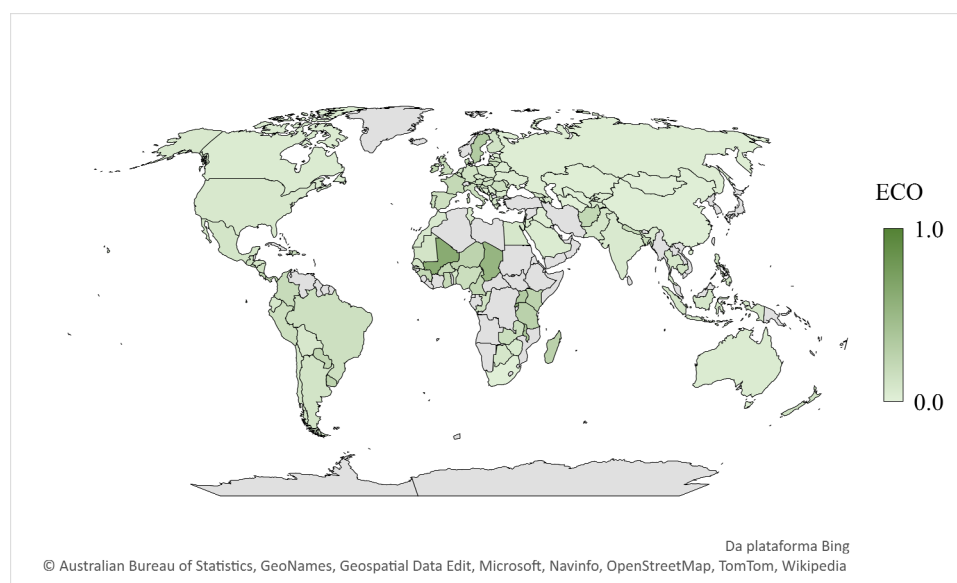 ECO
1.0
0.0
Da plataforma Bing
© Australian Bureau of Statistics, GeoNames, Geospatial Data Edit, Microsoft, Navinfo, OpenStreetMap, TomTom, Wikipedia